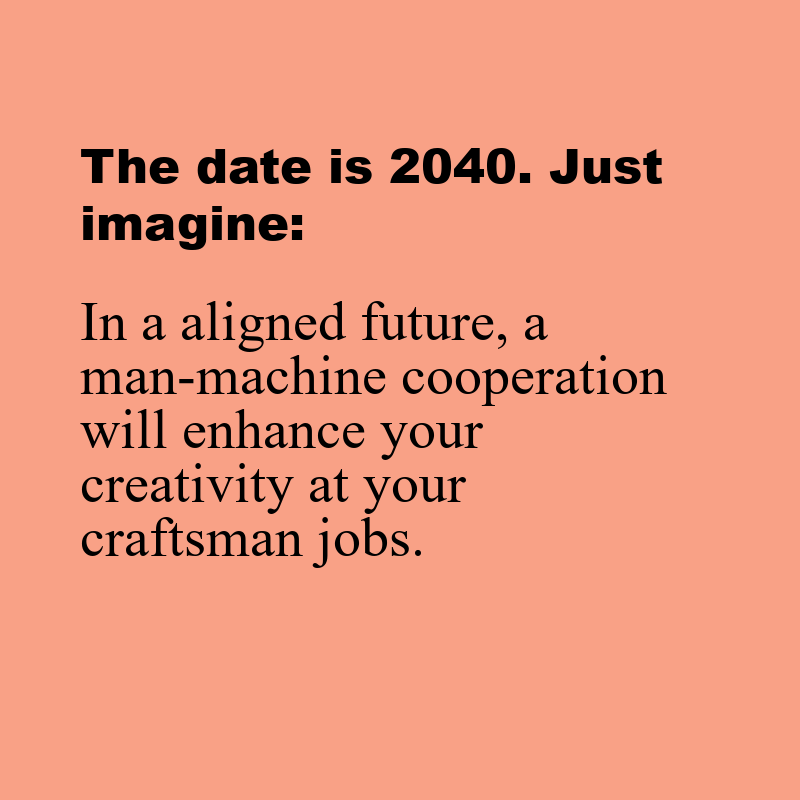 The date is 2040. Just
imagine:
In a aligned future, a
man-machine cooperation
will enhance your
creativity at your
craftsman jobs.